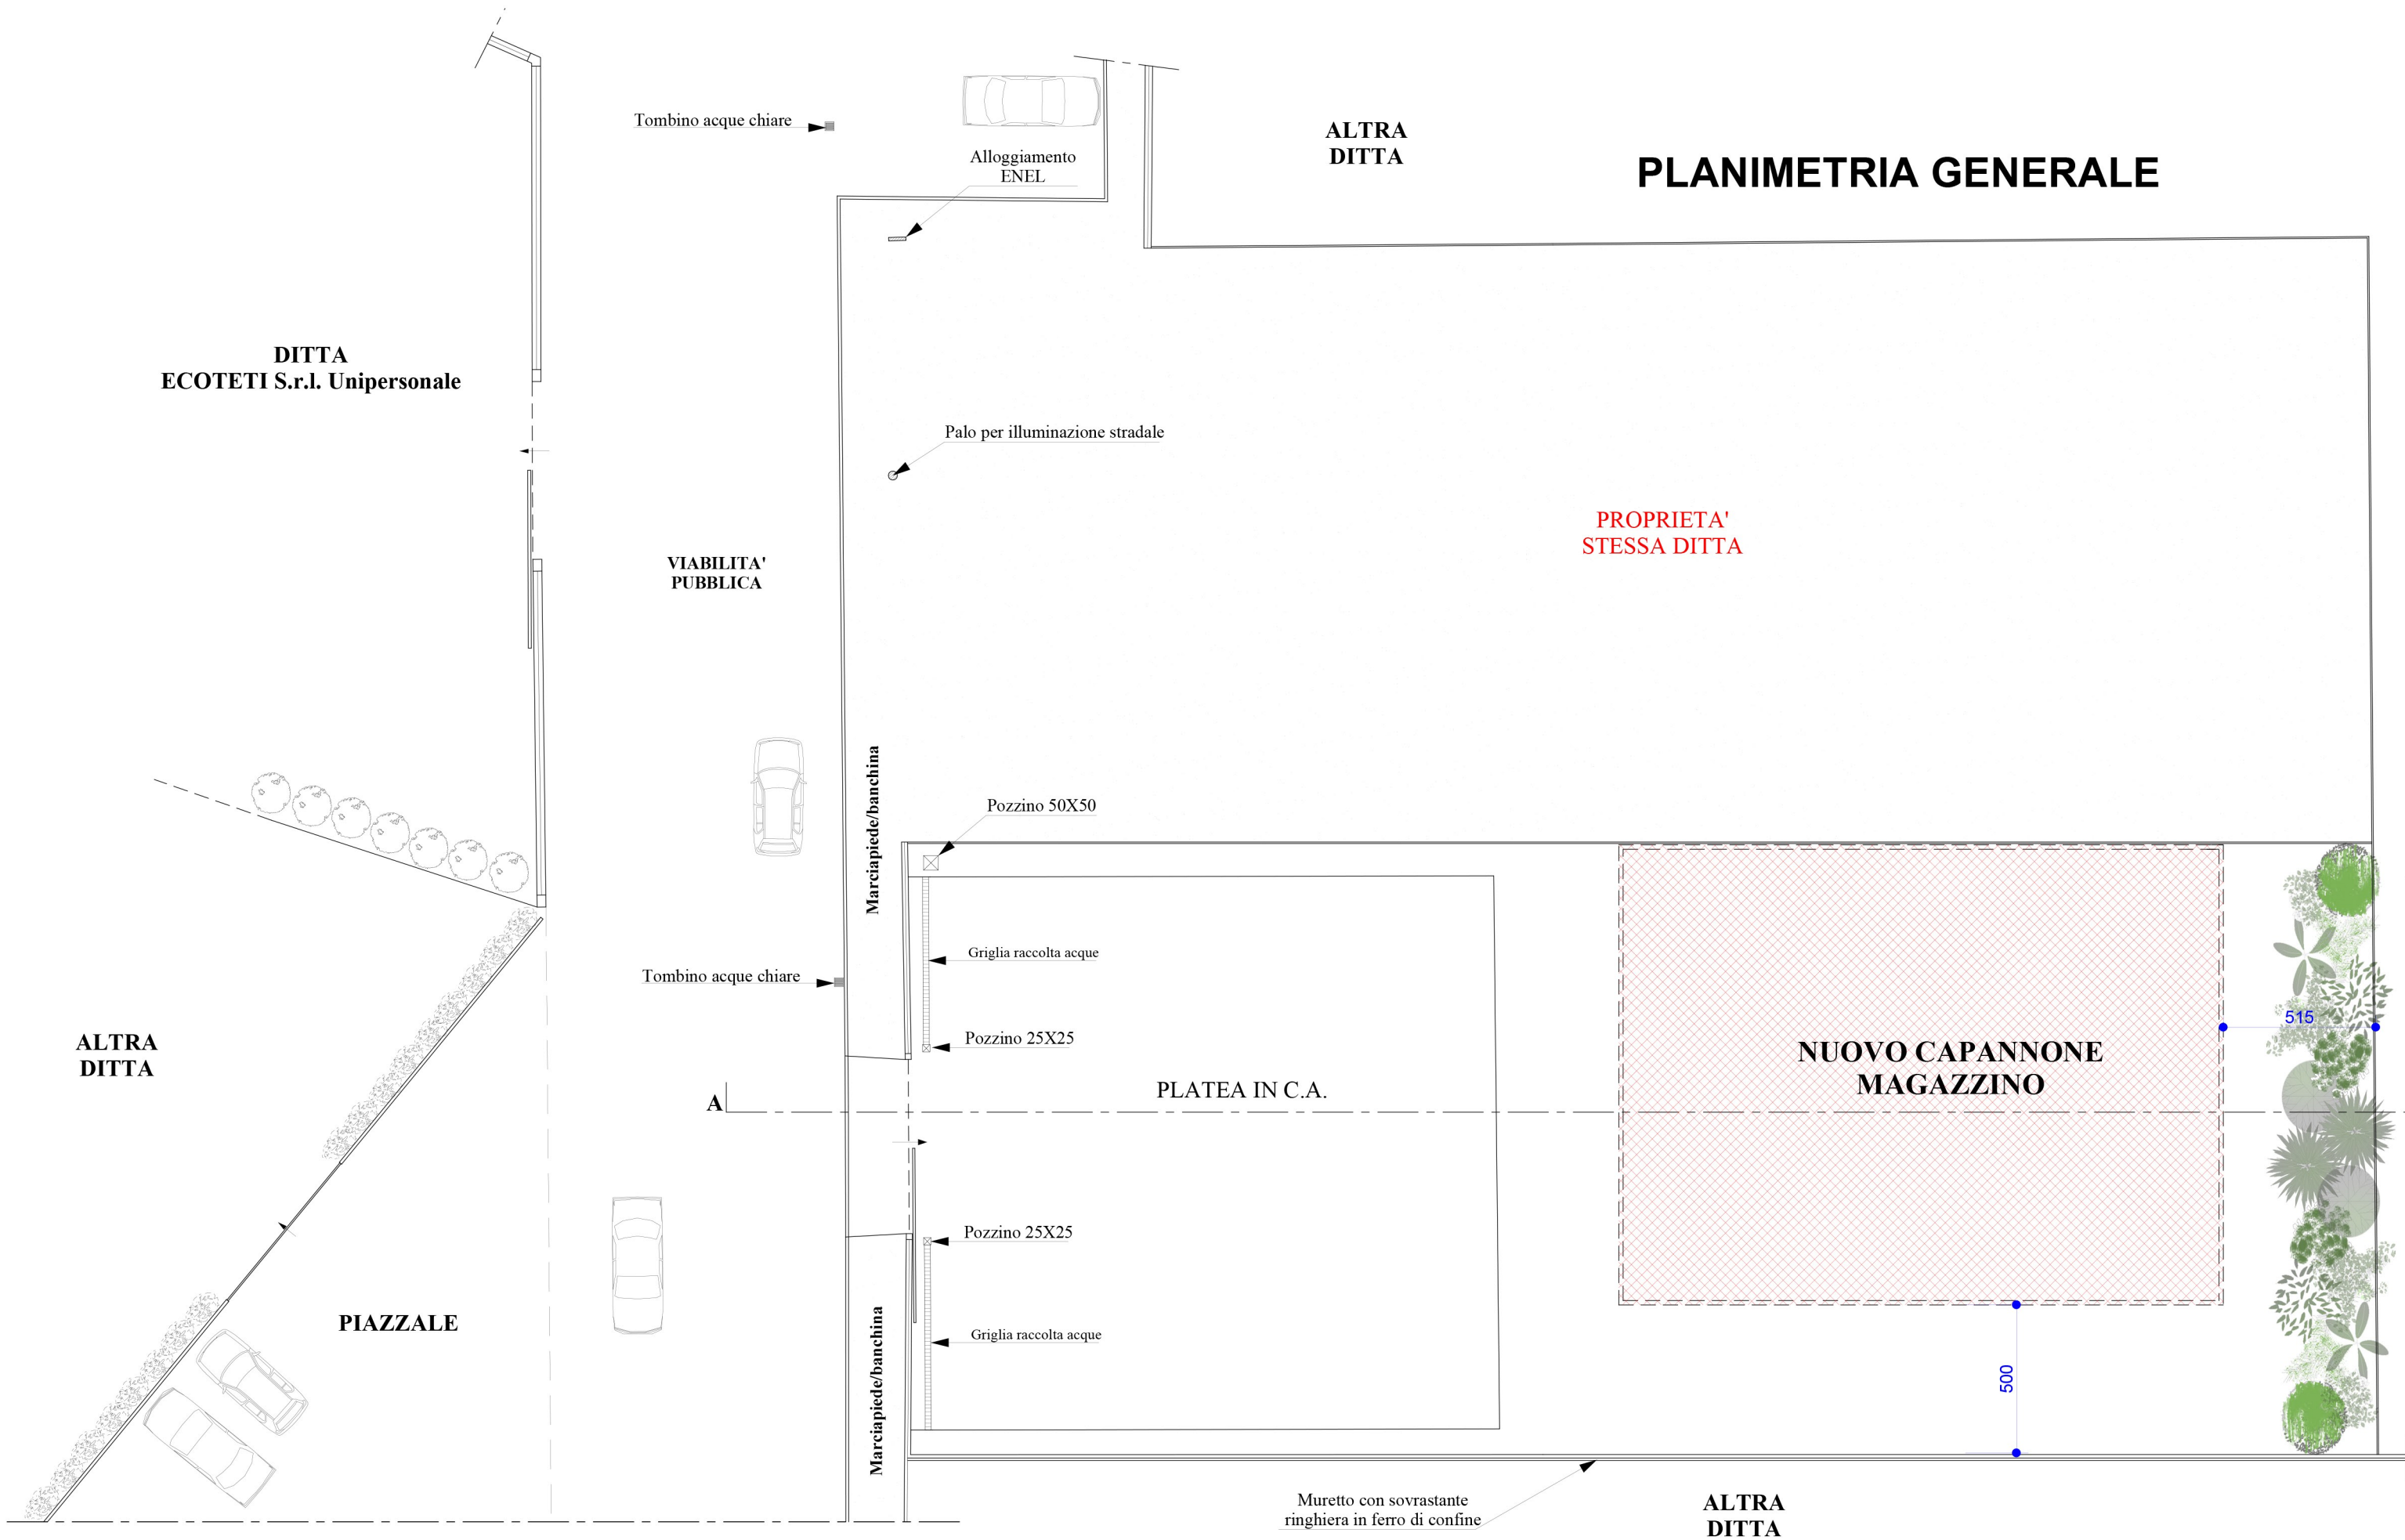 Tombino acque chiare
Alloggiamento
ENEL
ALTRA
DITTA
PLANIMETRIA GENERALE
DITTA
ECOTETI S.r.l. Unipersonale
Palo per illuminazione stradale
PROPRIETA'
STESSA DITTA
VIABILITA'
PUBBLICA
Marciapiede/banchina
Pozzino 50X50
Griglia raccolta acque
Tombino acque chiare
Pozzino 25X25
ALTRA
DITTA
A
PLATEA IN C.A.
NUOVO CAPANNONE
MAGAZZINO
515
Pozzino 25X25
PIAZZALE
Griglia raccolta acque
Marciapiede/banchina
500
Muretto con sovrastante
ringhiera in ferro di confine
ALTRA
DITTA